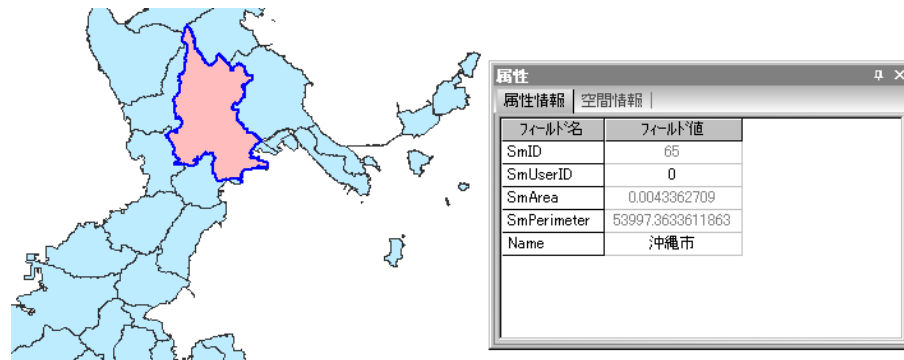 属性
属性情報 空間情報
フィールド名 フィールド値
SmID 65
SmUserID 0
SmArea 0.0043362709
SmPerimeter 53997.3633611863
Name 沖縄市